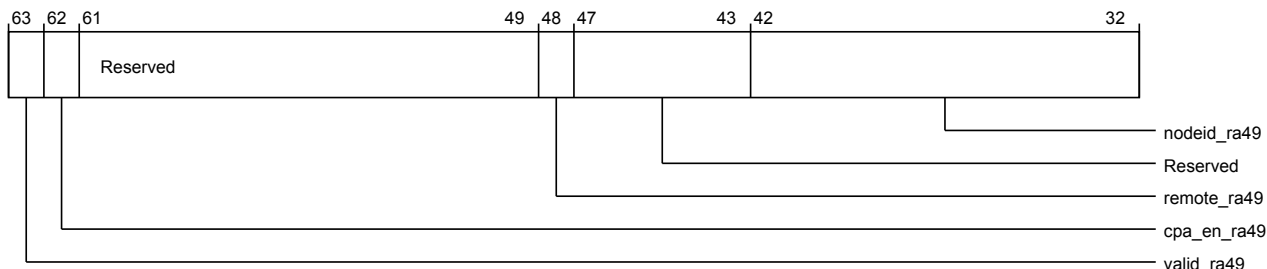 63 62 61 49 48 47 43 42 32
Reserved
nodeid_ra49
Reserved
remote_ra49
cpa_en_ra49
valid_ra49